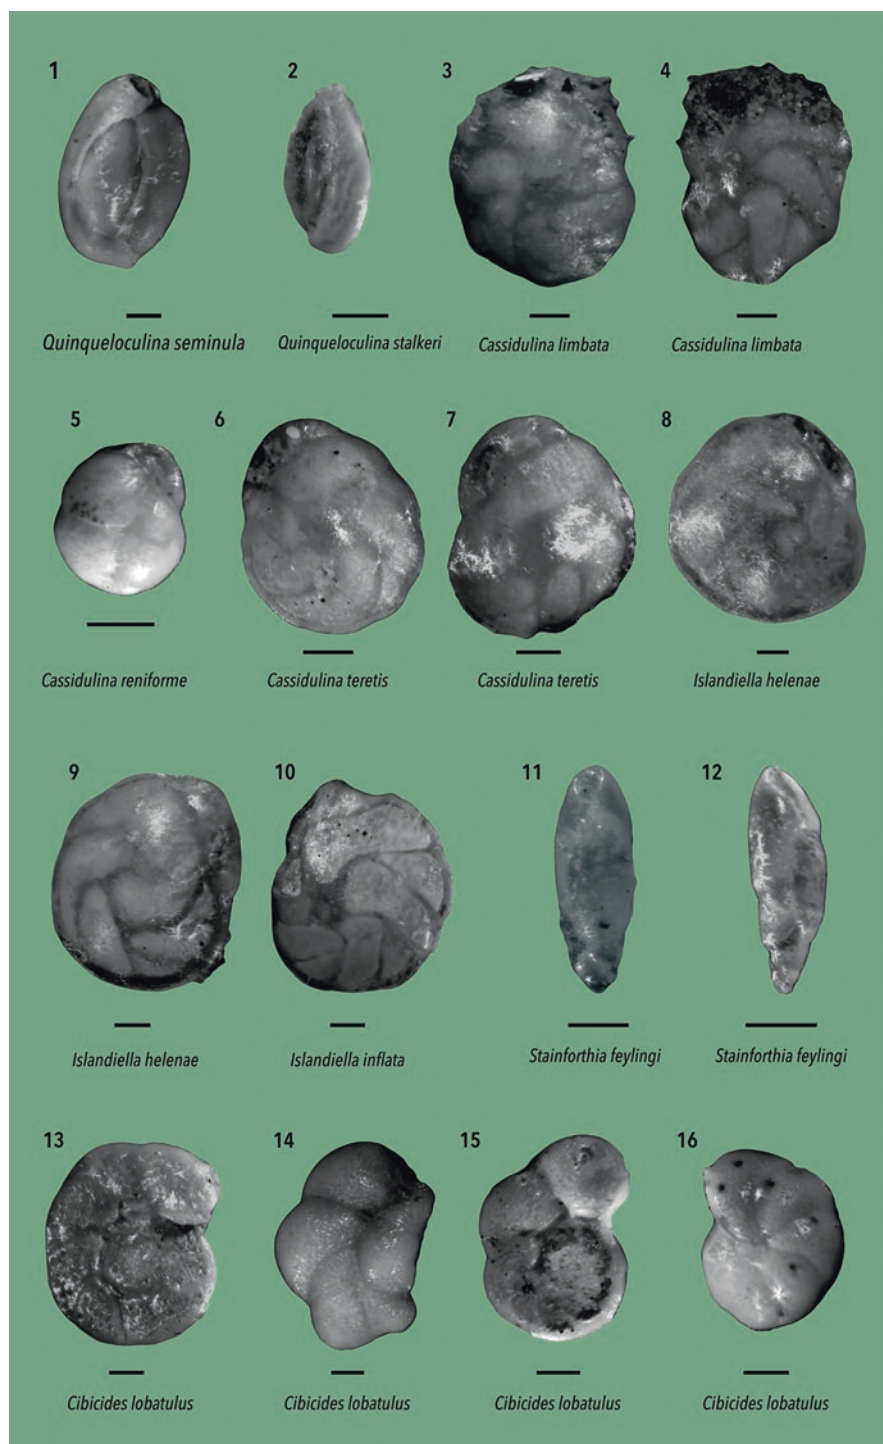 1 2 3 4
Quinqueloculina seminula Quinqueloculina stalkeri Cassidulina limbata Cassidulina limbata
5 6 7 8
Cassidulina reniforme Cassidulina teretis Cassidulina teretis Islandiella helenae
9 10 11 12
Islandiella helenae Islandiella inflata Stainforthia feylingi Stainforthia feylingi
13 14 15 16
Cibicides lobatulus Cibicides lobatulus Cibicides lobatulus Cibicides lobatulus